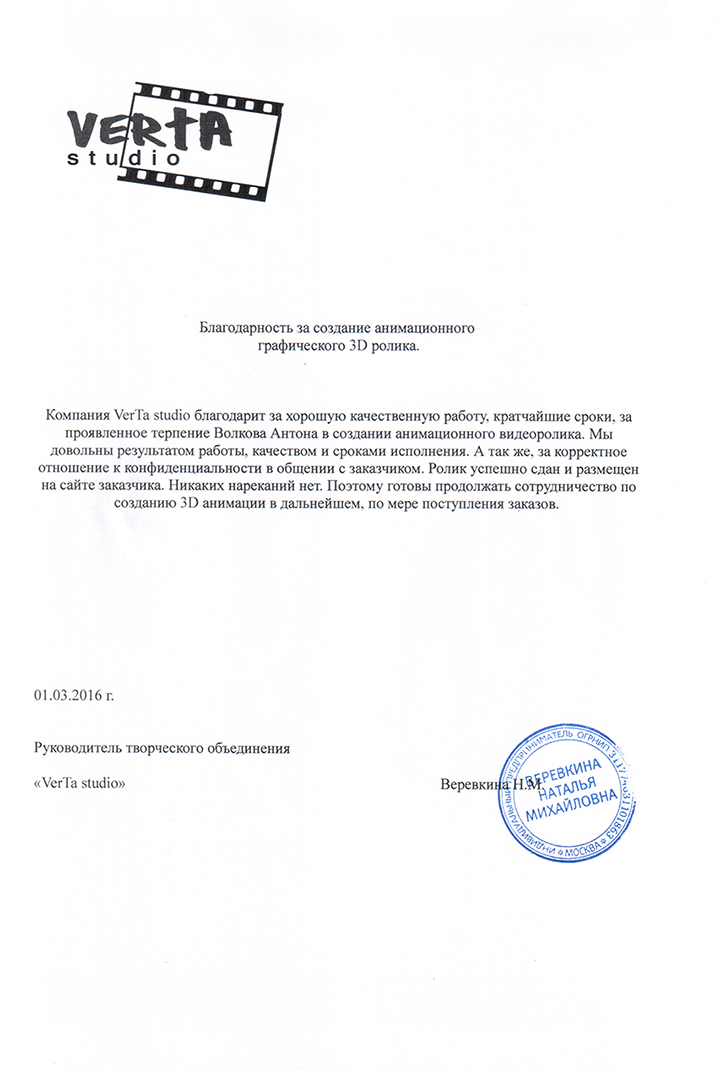 VERTA
studio
Благодарность за создание анимационного
графического 3D ролика.
Компания VerTa studio благодарит за хорошую качественную работу, кратчайшие сроки, за
проявленное терпение Волкова Антона в создании анимационного видеоролика. Мы
довольны результатом работы, качеством и сроками исполнения. А так же, за корректное
отношение к конфиденциальности в общении с заказчиком. Ролик успешно сдан и размещен
на сайте заказчика. Никаких нареканий нет. Поэтому готовы продолжать сотрудничество по
созданию 3D анимации в дальнейшем, по мере поступления заказов.
01.03.2016 г.
Руководитель творческого объединения
«VerTa studio» Веревкина Н.М.
ИНДИВИДУАЛЬНЫЙ ПРЕДПРИНИМАТЕЛЬ ОГРНИП
МОСКВА
ВЕРЕВКИНА
НАТАЛЬЯ
МИХАЙЛОВНА